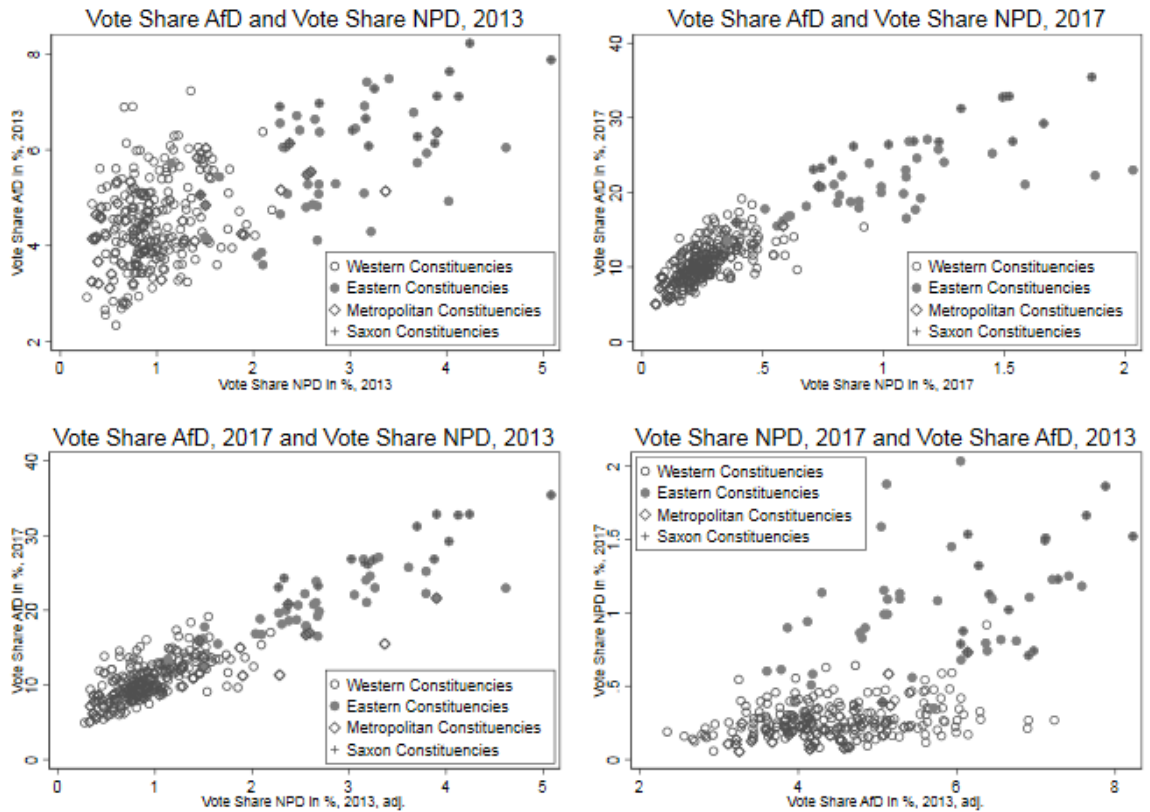 Vote Share AfD and Vote Share NPD, 2013
Vote Share AfD in %, 2013
8
6
4
2
Western Constituencies
Eastern Constituencies
Metropolitan Constituencies
Saxon Constituencies
0
1
2
3
4
5
Vote Share NPD in %, 2013
Vote Share AfD and Vote Share NPD, 2017
Vote Share AfD in %, 2017
40
30
20
10
0
Western Constituencies
Eastern Constituencies
Metropolitan Constituencies
Saxon Constituencies
0
.5
1
1.5
2
Vote Share NPD in %, 2017
Vote Share AfD, 2017 and Vote Share NPD, 2013
Vote Share AfD in %, 2017
40
30
20
10
0
Western Constituencies
Eastern Constituencies
Metropolitan Constituencies
Saxon Constituencies
0
1
2
3
4
5
Vote Share NPD in %, 2013, adj.
Vote Share NPD, 2017 and Vote Share AfD, 2013
Vote Share NPD in %, 2017
2
1.5
1
.5
0
Western Constituencies
Eastern Constituencies
Metropolitan Constituencies
Saxon Constituencies
2
4
6
8
Vote Share AfD in %, 2013, adj.